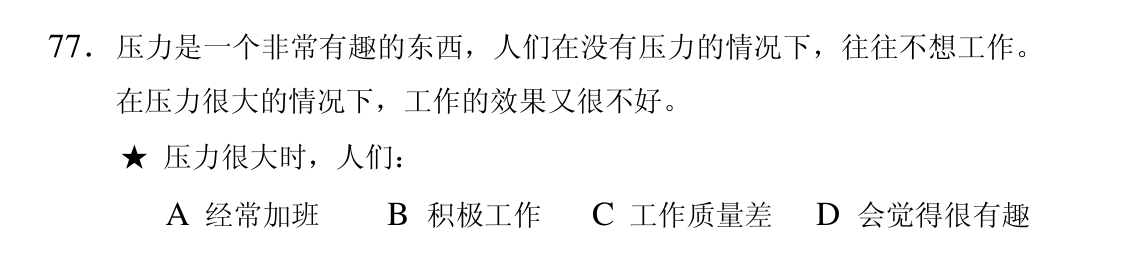 77. 压力是一个非常有趣的东西，人们在没有压力的情况下，往往不想工作。
在压力很大的情况下，工作的效果又很不好。
★ 压力很大时，人们：
A 经常加班 B 积极工作 C 工作质量差 D 会觉得很有趣